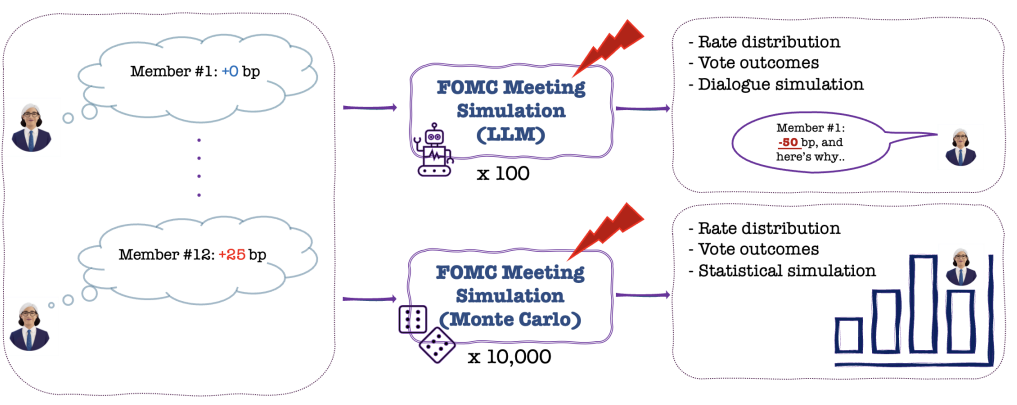 Member #1: +0 bp
Member #12: +25 bp
FOMC Meeting
Simulation
(LLM)
x 100
FOMC Meeting
Simulation
(Monte Carlo)
x 10,000
- Rate distribution
- Vote outcomes
- Dialogue simulation
Member #1:
-50 bp, and
here's why..
- Rate distribution
- Vote outcomes
- Statistical simulation